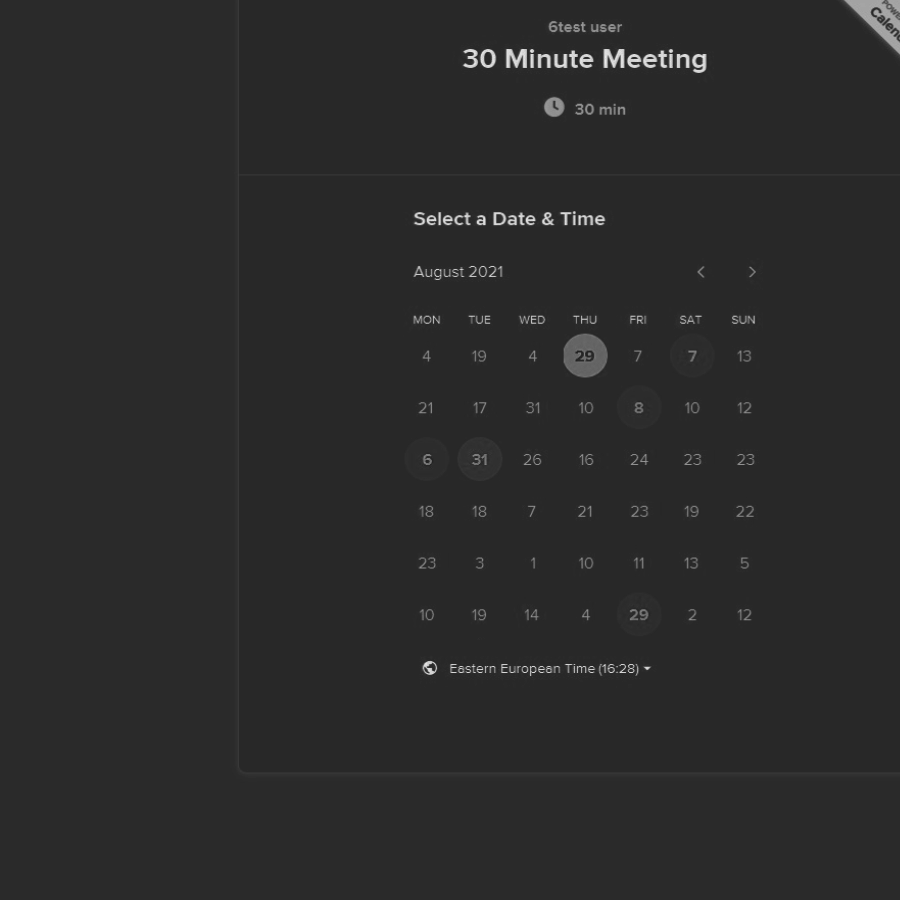 6test user
30 Minute Meeting
30 min
Select a Date & Time
August 2021
MON TUE WED THU FRI SAT SUN
4 19 4 29 7 7 13
21 17 31 10 8 10 12
6 31 26 16 24 23 23
18 18 7 21 23 19 22
23 3 1 10 11 13 5
10 19 14 4 29 2 12
Eastern European Time (16:28)